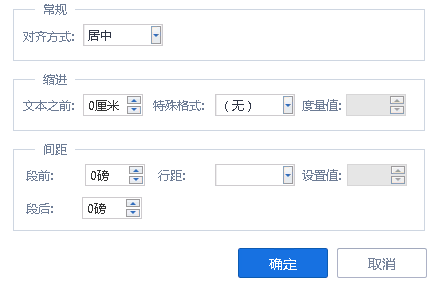 常规
对齐方式: 居中
缩进
文本之前: 0厘米 特殊格式: （无） 度量值:
间距
段前: 0磅 行距: 设置值:
段后: 0磅
确定 取消